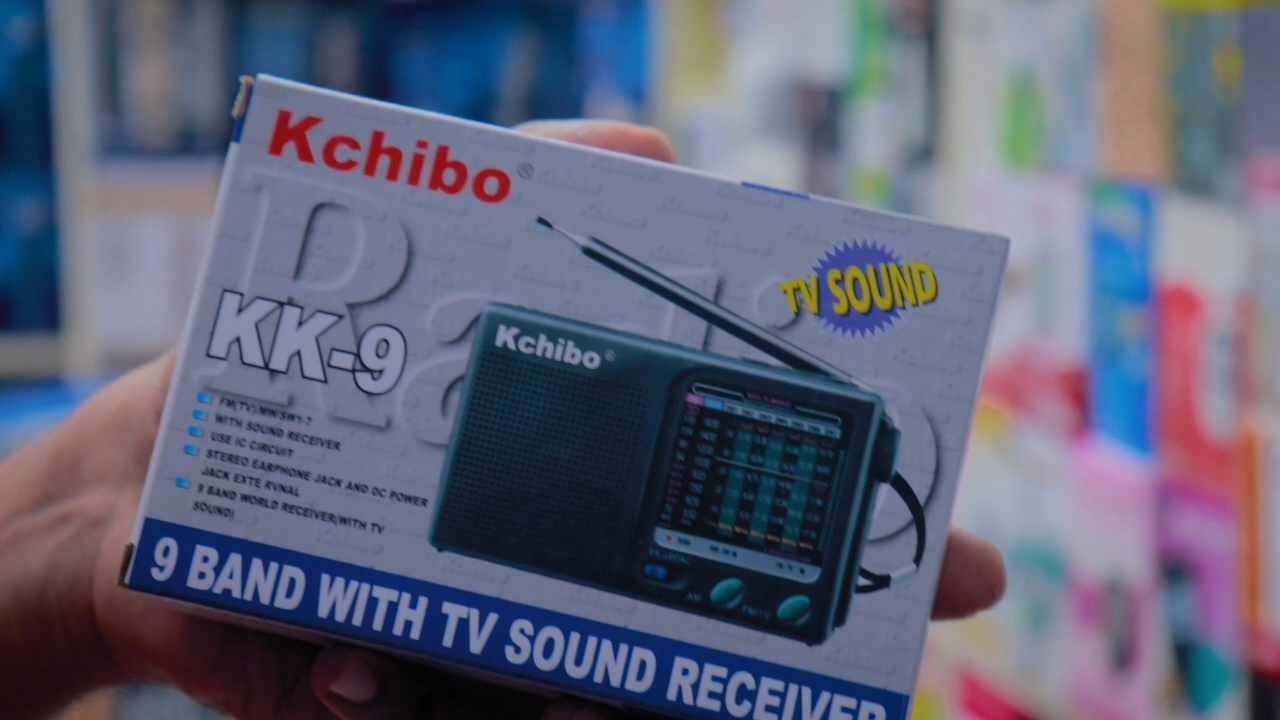 Kchibo®
TV SOUND
Kchibo®
KK-9
FM(TV)/MW/SW1-7
WITH SOUND RECEIVER
USE IC CIRCUIT
STEREO EARPHONE JACK AND DC POWER
JACK EXTE RVNAL
9 BAND WORLD RECEIVER(WITH TV
SOUND)
9 BAND WITH TV SOUND RECEIVER